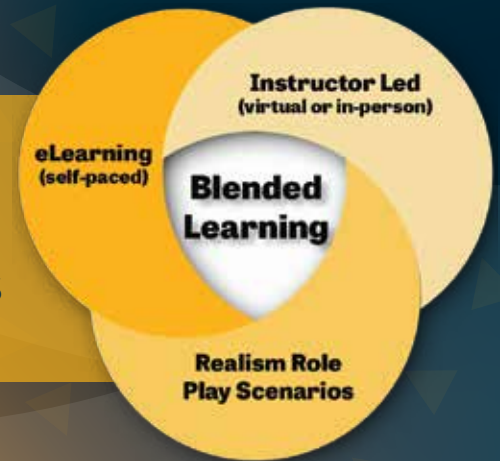 Instructor Led
(virtual or in-person)
eLearning
(self-paced)
Blended
Learning
Realism Role
Play Scenarios